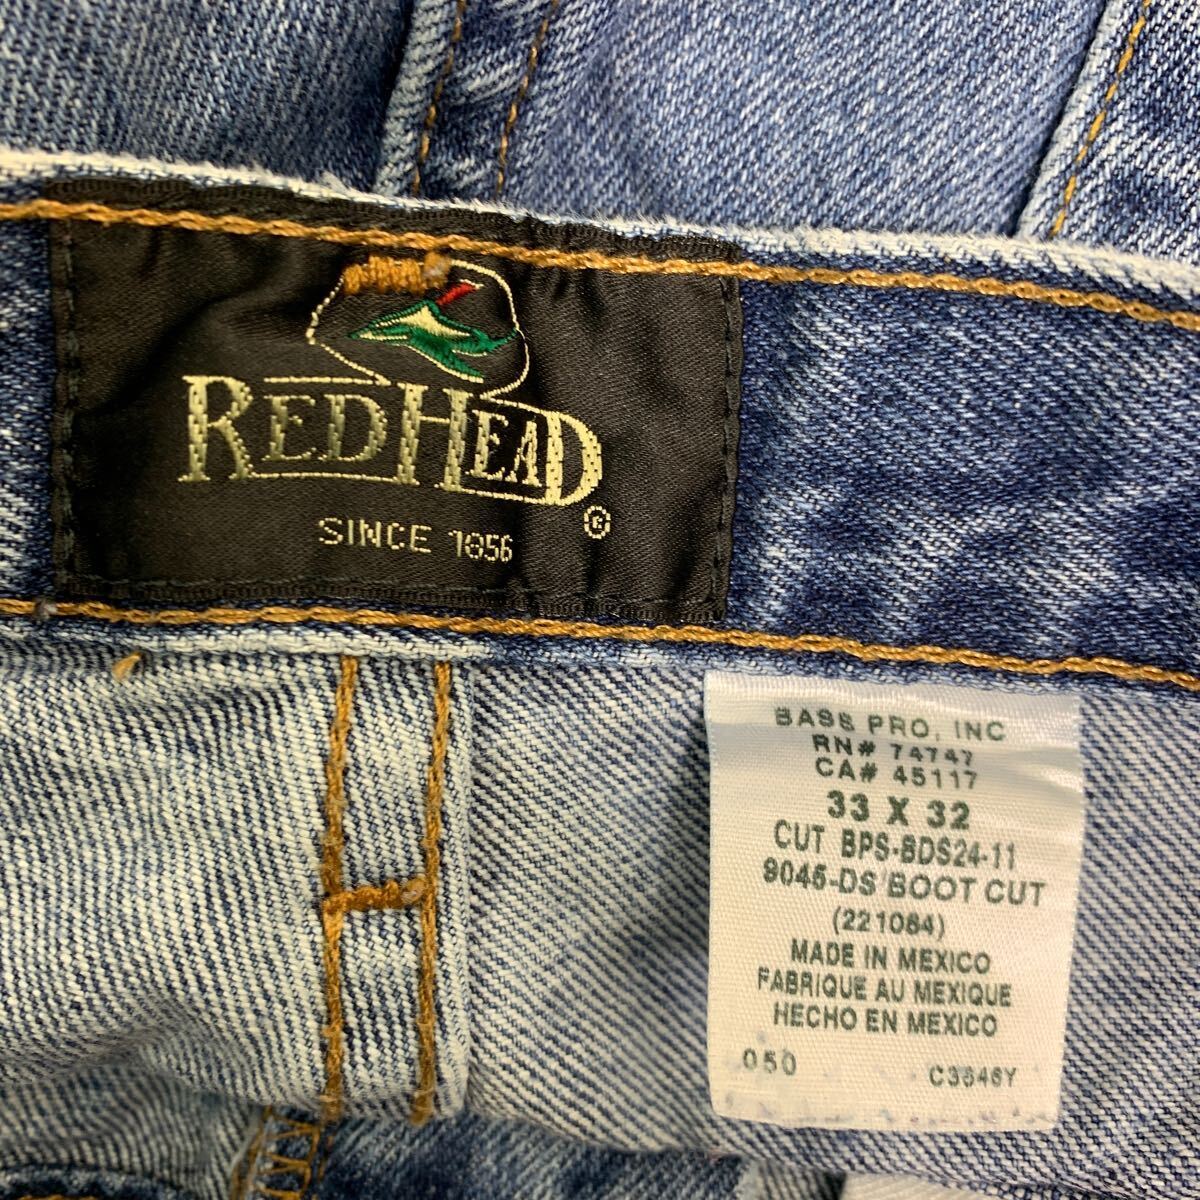 REDHEAD
®
SINCE 1856
BASS PRO, INC
RN# 74747
CA# 45117
33 X 32
CUT BPS-BDS24-11
9045-DS BOOT CUT
(221084)
MADE IN MEXICO
FABRIQUE AU MEXIQUE
HECHO EN MEXICO
050 C3646Y